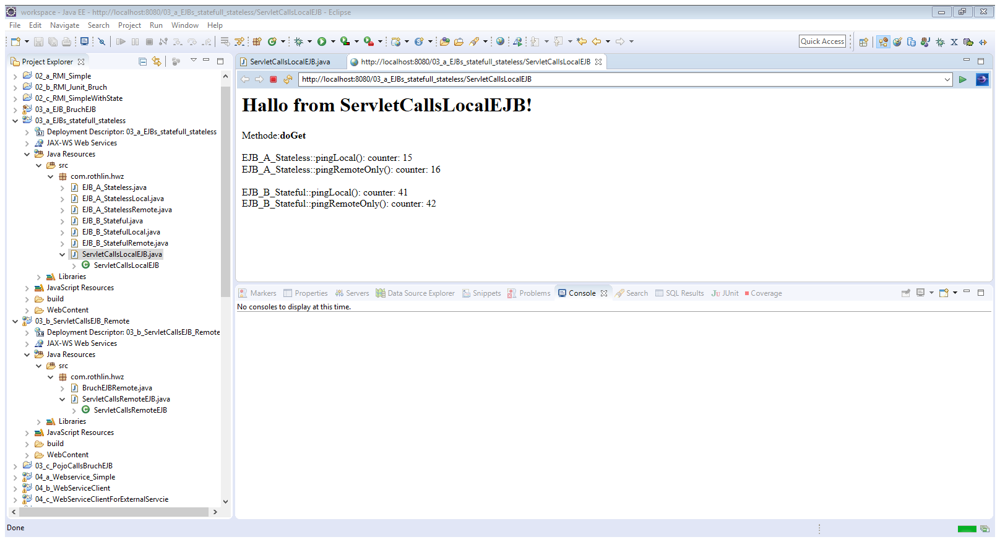 workspace - Java EE - http://localhost:8080/03_a_EJBs_statefull_stateless/ServletCallsLocalEJB - Eclipse
File Edit Navigate Search Project Run Window Help
Quick Access
Project Explorer
02_a_RMI_Simple
02_b_RMI_Junit_Bruch
02_c_RMI_SimpleWithState
03_a_EJB_BruchEJB
03_a_EJBs_statefull_stateless
Deployment Descriptor: 03_a_EJBs_statefull_stateless
JAX-WS Web Services
Java Resources
src
com.rothlin.hwz
EJB_A_Stateless.java
EJB_A_StatelessLocal.java
EJB_A_StatelessRemote.java
EJB_B_Stateful.java
EJB_B_StatefulLocal.java
EJB_B_StatefulRemote.java
ServletCallsLocalEJB.java
ServletCallsLocalEJB
Libraries
JavaScript Resources
build
WebContent
03_b_ServletCallsEJB_Remote
Deployment Descriptor: 03_b_ServletCallsEJB_Remote
JAX-WS Web Services
Java Resources
src
com.rothlin.hwz
BruchEJBRemote.java
ServletCallsRemoteEJB.java
ServletCallsRemoteEJB
Libraries
JavaScript Resources
build
WebContent
03_c_PojoCallsBruchEJB
04_a_Webservice_Simple
04_b_WebServiceClient
04_c_WebServiceClientForExternalServcie
ServletCallsLocalEJB.java http://localhost:8080/03_a_EJBs_statefull_stateless/ServletCallsLocalEJB
http://localhost:8080/03_a_EJBs_statefull_stateless/ServletCallsLocalEJB
Hallo from ServletCallsLocalEJB!
Methode:doGet
EJB_A_Stateless::pingLocal(): counter: 15
EJB_A_Stateless::pingRemoteOnly(): counter: 16
EJB_B_Stateful::pingLocal(): counter: 41
EJB_B_Stateful::pingRemoteOnly(): counter: 42
Markers Properties Servers Data Source Explorer Snippets Problems Console Search SQL Results JUnit Coverage
No consoles to display at this time.
Done